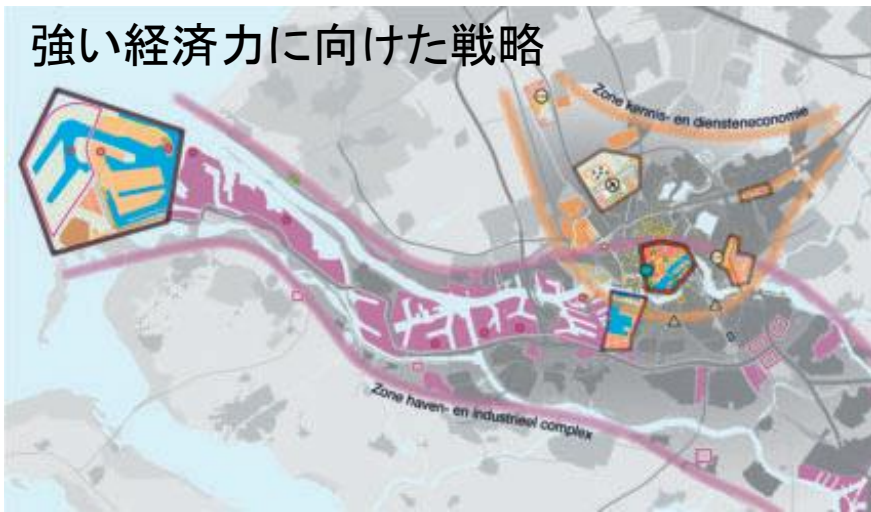 強い経済力に向けた戦略
Zone kennis- en diensteneconomie
Zone haven- en industrieel complex